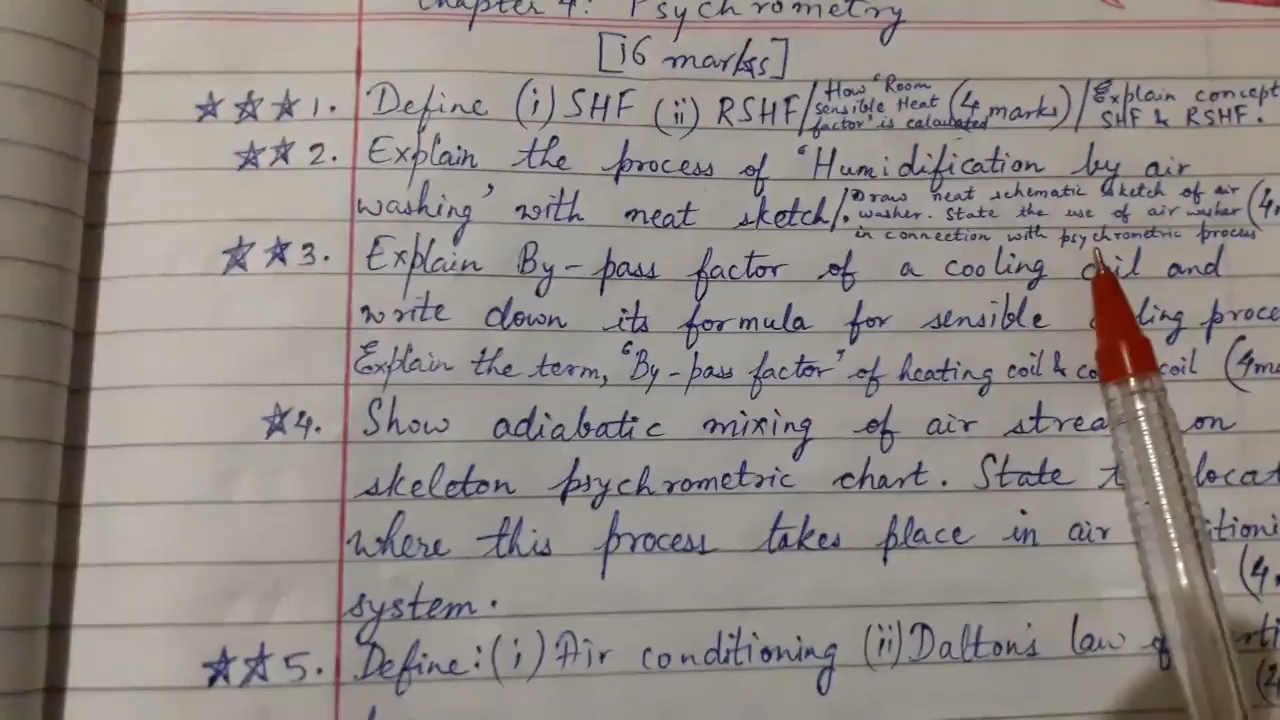 Chapter 4: Psychrometry
[16 marks]
☆☆☆1. Define (i) SHF (ii) RSHF/How "Room sensible Heat factor" is calculated (4 marks)/Explain concept SHF & RSHF.
☆☆2. Explain the process of 'Humidification by air
washing' with neat sketch/Draw neat schematic sketch of air washer. State the use of air washer in connection with psychrometric process (4
☆☆3. Explain By-pass factor of a cooling coil and
write down its formula for sensible
Explain the term, "By-pass factor" of heating coil & coil (4
☆4. Show adiabatic mixing of air on
skeleton psychrometric chart. State
where this process takes place in air
system. (4
☆☆5. Define: (i) Air conditioning (ii) Dalton's law